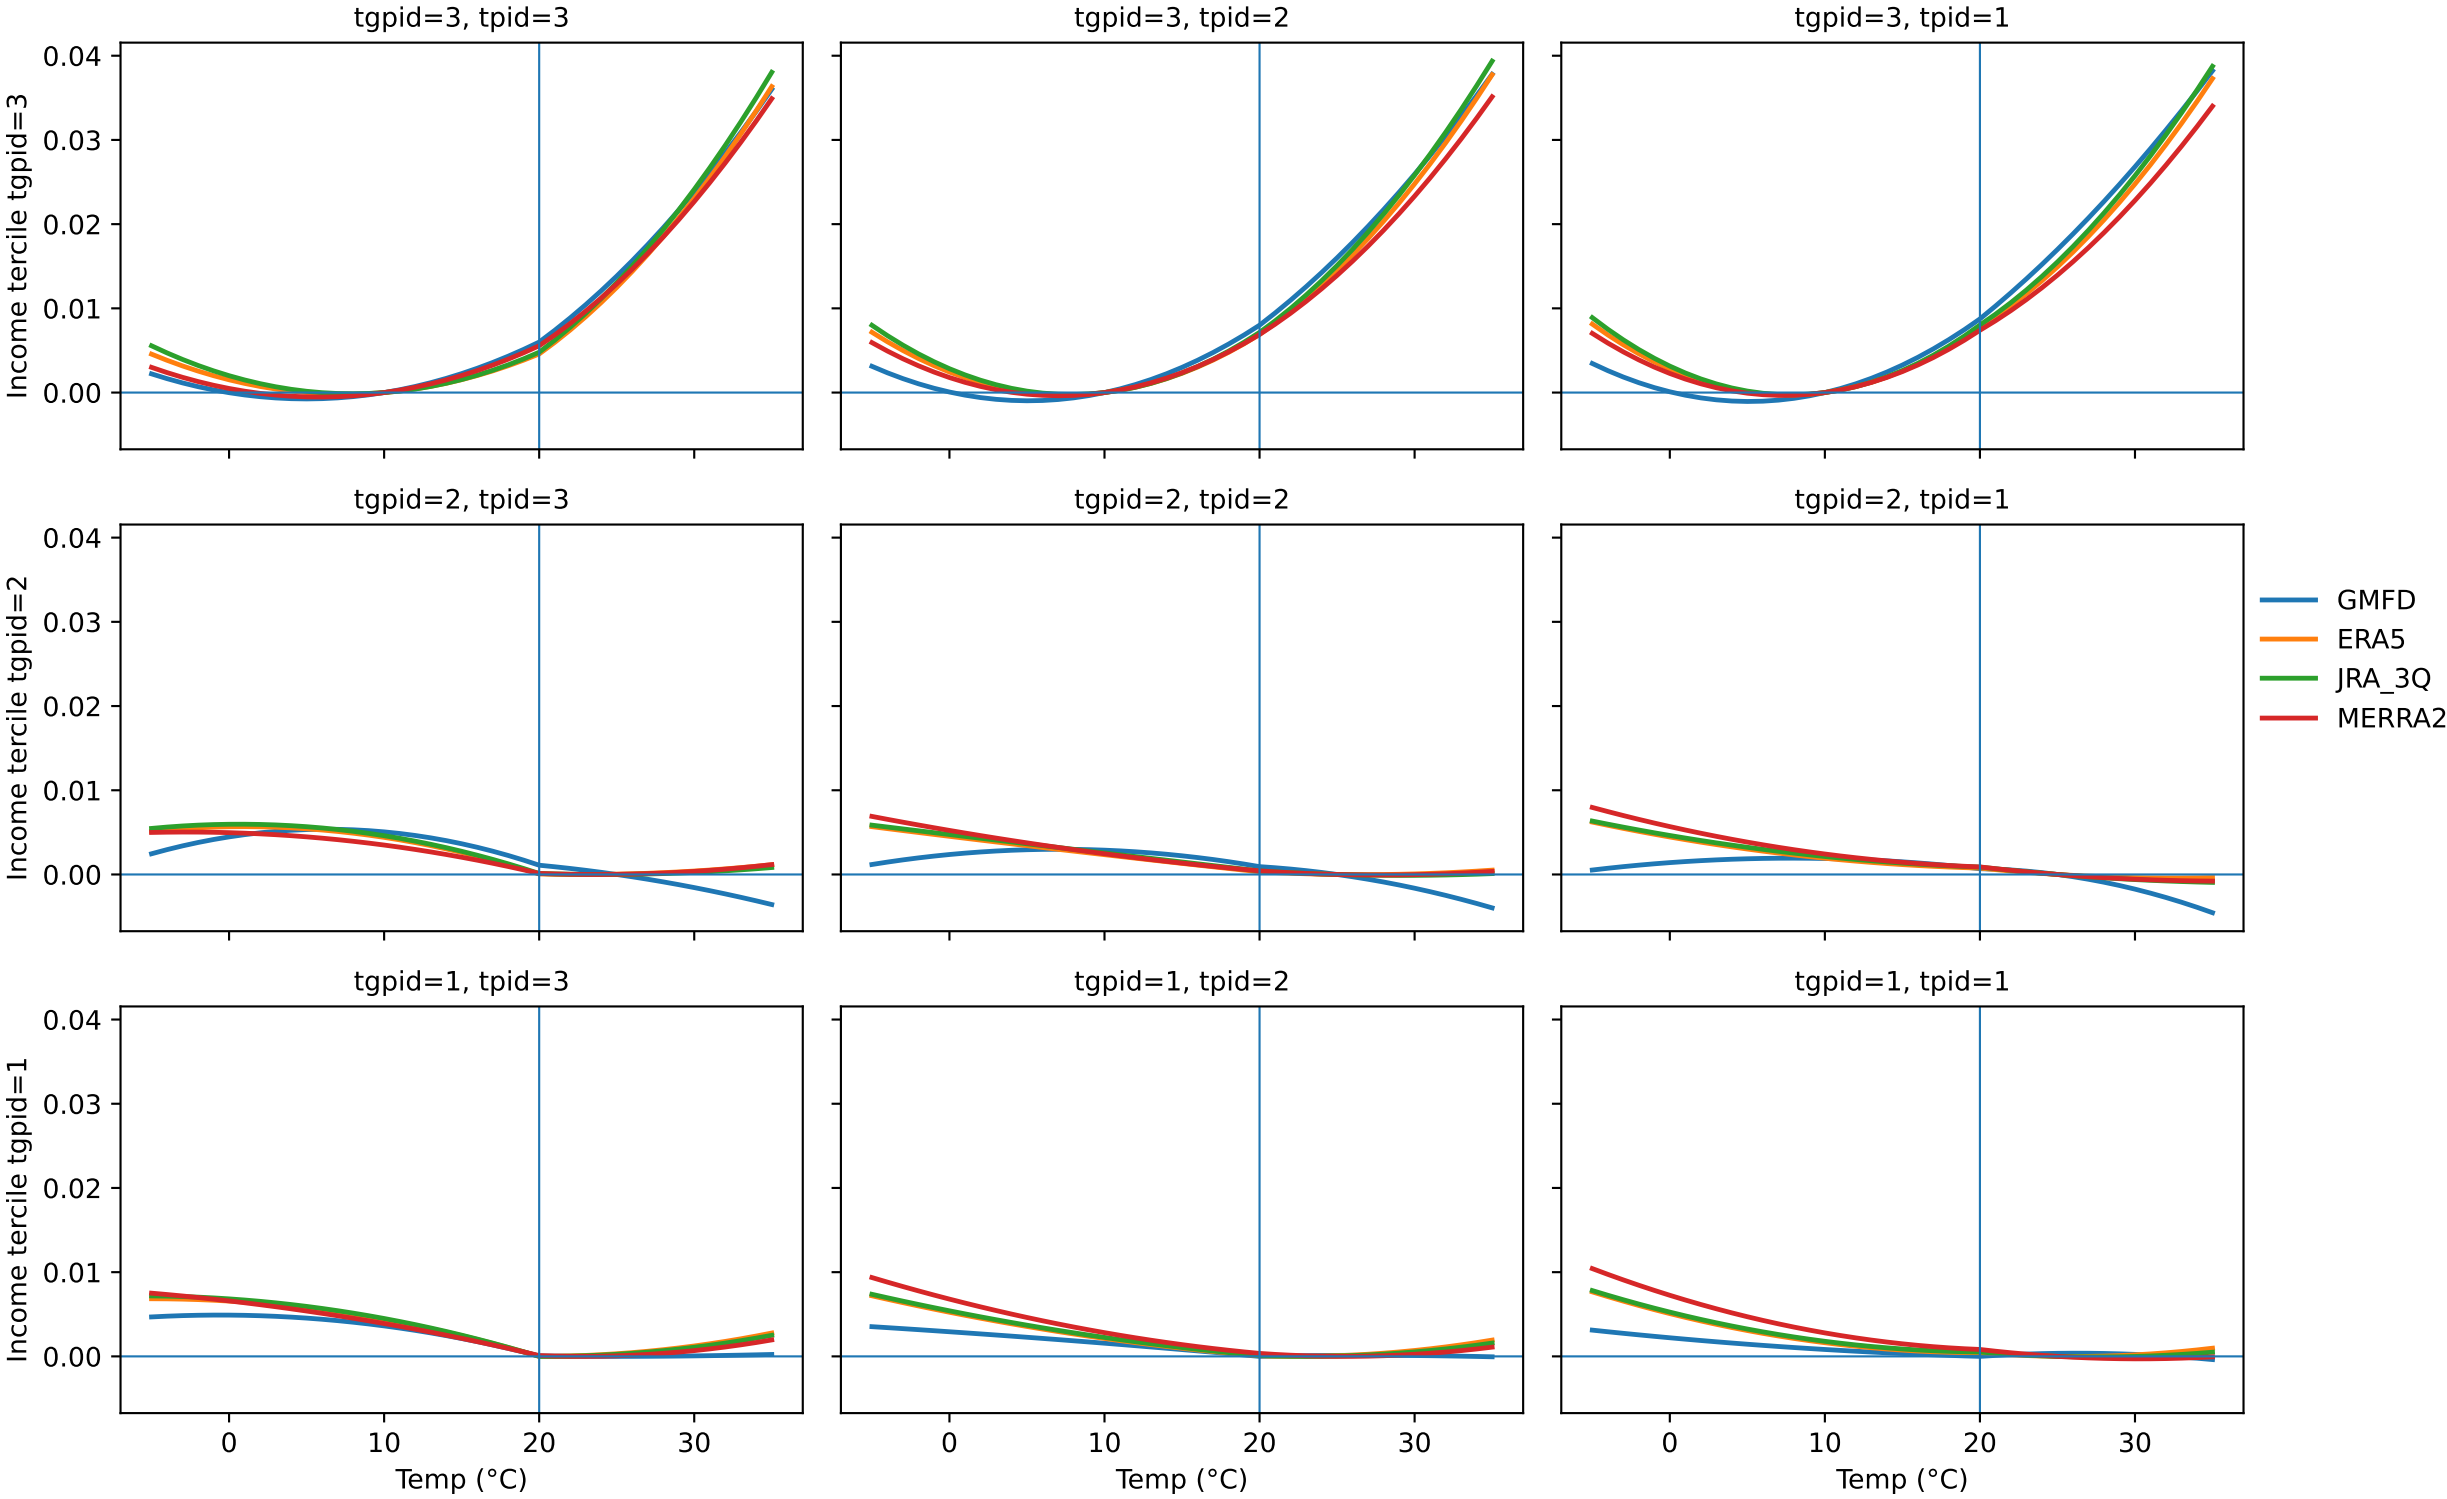 tgpid=3, tpid=3
tgpid=3, tpid=2
tgpid=3, tpid=1
Income tercile tgpid=3
0.04
0.03
0.02
0.01
0.00
tgpid=2, tpid=3
tgpid=2, tpid=2
tgpid=2, tpid=1
Income tercile tgpid=2
0.04
0.03
0.02
0.01
0.00
GMFD
ERA5
JRA_3Q
MERRA2
tgpid=1, tpid=3
tgpid=1, tpid=2
tgpid=1, tpid=1
Income tercile tgpid=1
0.04
0.03
0.02
0.01
0.00
0 10 20 30
0 10 20 30
0 10 20 30
Temp (°C)
Temp (°C)
Temp (°C)